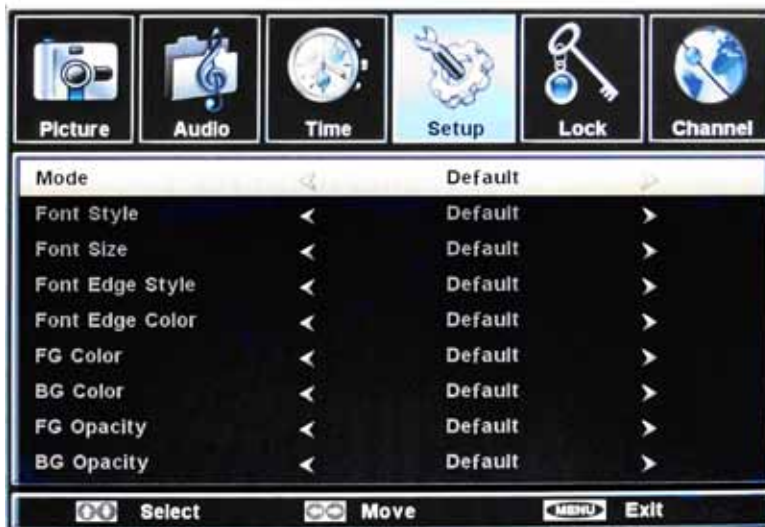 Picture Audio Time Setup Lock Channel
Mode Default
Font Style Default
Font Size Default
Font Edge Style Default
Font Edge Color Default
FG Color Default
BG Color Default
FG Opacity Default
BG Opacity Default
Select Move MENU Exit